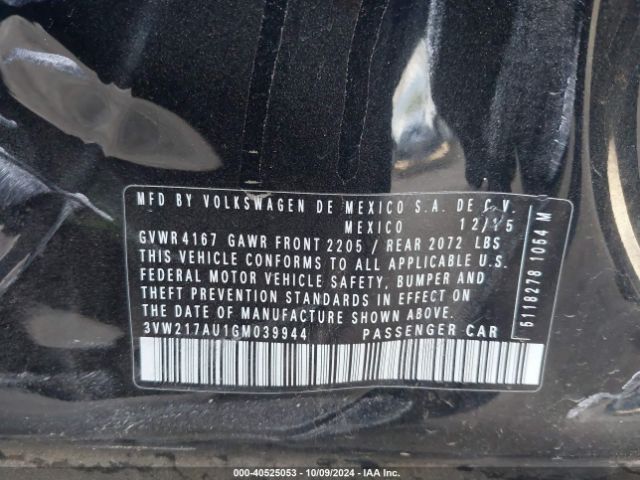 MFD BY VOLKSWAGEN DE MEXICO S.A. DE C.V.
MEXICO 12/15
GVWR 4167 GAWR FRONT 2205 / REAR 2072 LBS
THIS VEHICLE CONFORMS TO ALL APPLICABLE U.S.
FEDERAL MOTOR VEHICLE SAFETY, BUMPER AND
THEFT PREVENTION STANDARDS IN EFFECT ON
THE DATE OF MANUFACTURE SHOWN ABOVE.
3VW217AU1GM039944 PASSENGER CAR
6118278 1064 M
000-40525053 - 10/09/2024 - IAA Inc.